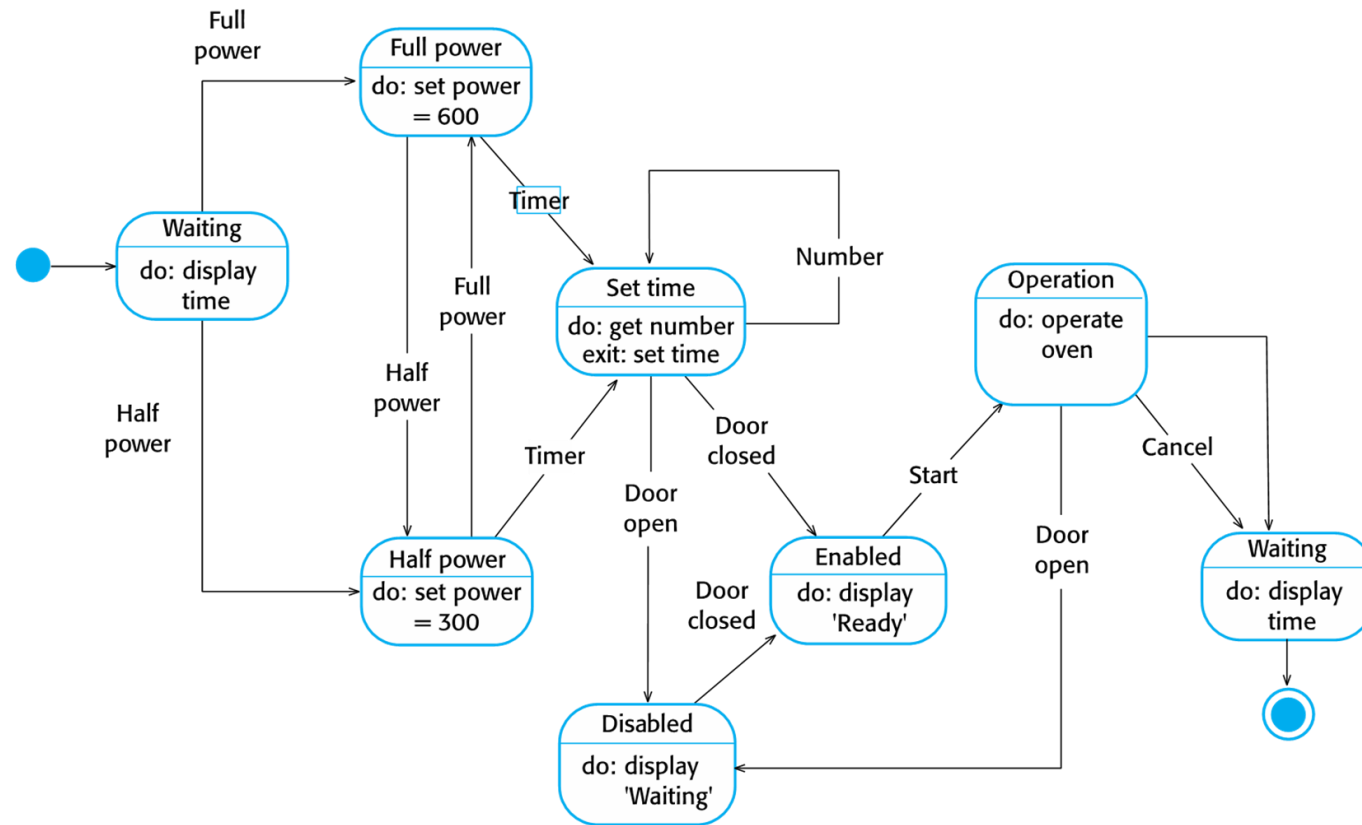 Full
power
Full power
do: set power
= 600
Timer
Waiting
do: display
time
Number
Full
power
Set time
do: get number
exit: set time
Operation
do: operate
oven
Half
power
Half
power
Timer
Door
closed
Cancel
Start
Door
open
Door
open
Half power
do: set power
= 300
Enabled
do: display
'Ready'
Waiting
do: display
time
Door
closed
Disabled
do: display
'Waiting'